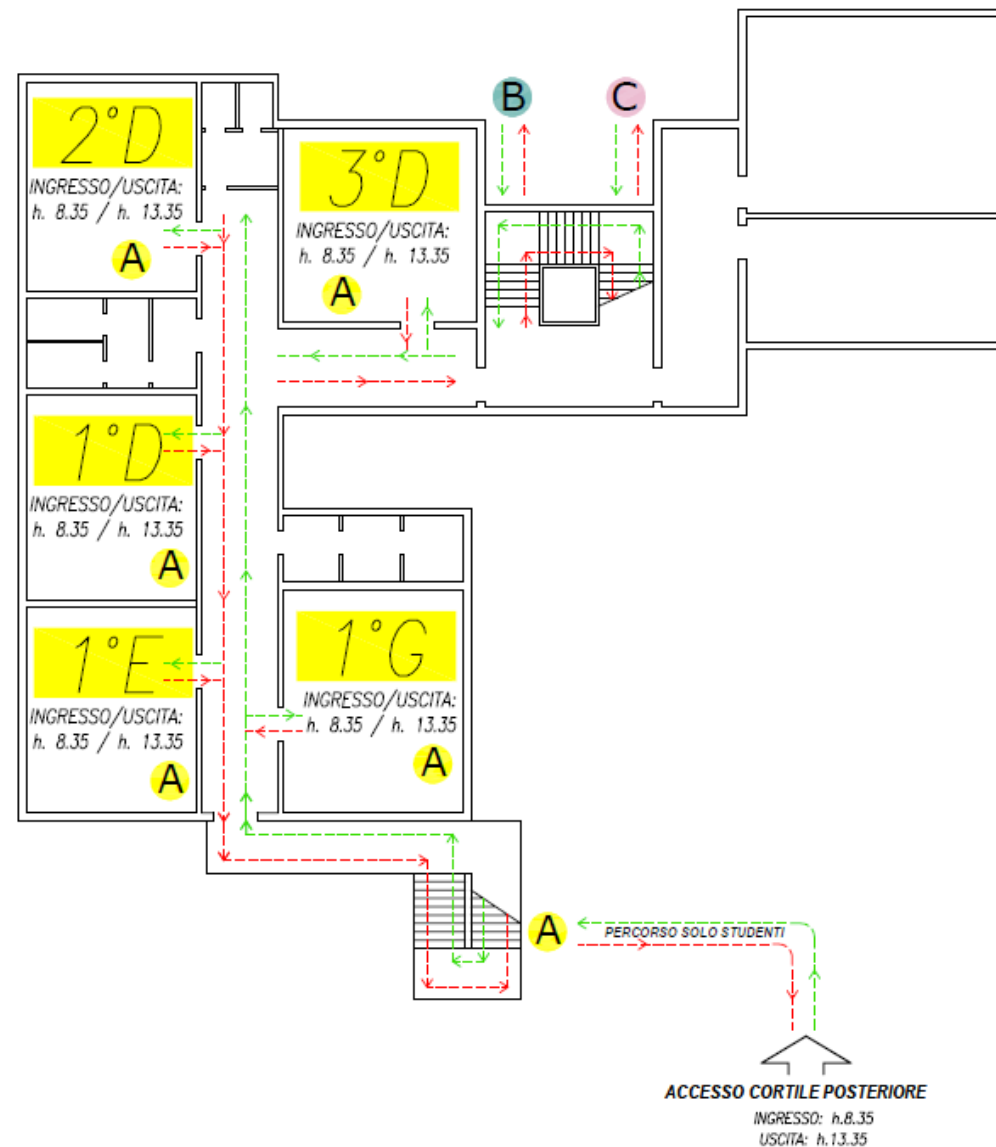 B
C
2°D
INGRESSO/USCITA:
h. 8.35 / h. 13.35
A
3°D
INGRESSO/USCITA:
h. 8.35 / h. 13.35
A
1°D
INGRESSO/USCITA:
h. 8.35 / h. 13.35
A
1°E
INGRESSO/USCITA:
h. 8.35 / h. 13.35
A
1°G
INGRESSO/USCITA:
h. 8.35 / h. 13.35
A
A
PERCORSO SOLO STUDENTI
ACCESSO CORTILE POSTERIORE
INGRESSO: h.8.35
USCITA: h.13.35